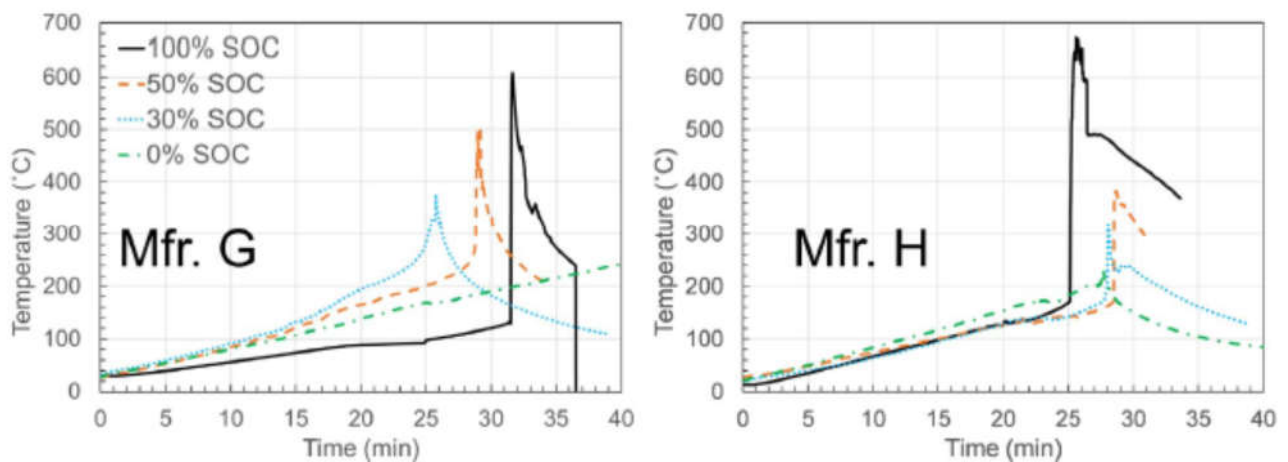 700
600
500
400
300
200
100
0
Temperature (˚C)
100% SOC
50% SOC
30% SOC
0% SOC
Mfr. G
0 5 10 15 20 25 30 35 40
Time (min)
700
600
500
400
300
200
100
0
Temperature (˚C)
Mfr. H
0 5 10 15 20 25 30 35 40
Time (min)